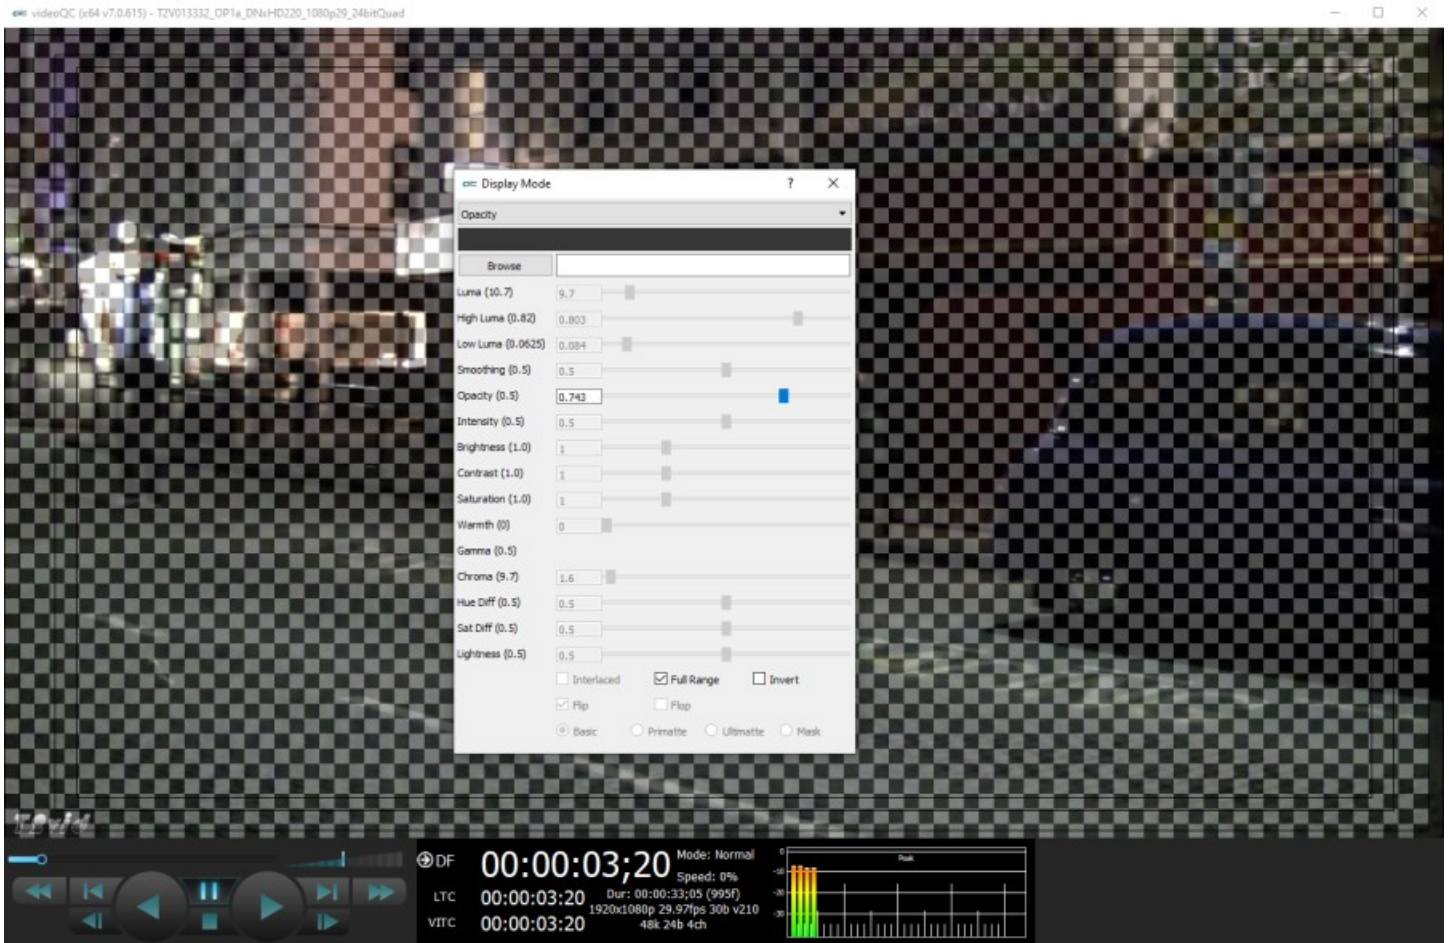 videoQC (x64 v7.0.615) - T2V013332_OP1a_DNxHD220_1080p29_24bitQuad
Display Mode
?
Opacity
Browse
Luma (10.7) 9.7
High Luma (0.82) 0.803
Low Luma (0.0625) 0.084
Smoothing (0.5) 0.5
Opacity (0.5) 0.743
Intensity (0.5) 0.5
Brightness (1.0) 1
Contrast (1.0) 1
Saturation (1.0) 1
Warmth (0) 0
Gamma (0.5)
Chroma (9.7) 1.6
Hue Diff (0.5) 0.5
Sat Diff (0.5) 0.5
Lightness (0.5) 0.5
Interlaced Full Range Invert
Flip Flop
Basic Primatte Ultimatte Mask
DF 00:00:03;20 Mode: Normal
Speed: 0%
LTC 00:00:03:20 Dur: 00:00:33;05 (995f)
1920x1080p 29.97fps 30b v210
VITC 00:00:03:20 48k 24b 4ch
Peak
0
-10
-20
-30